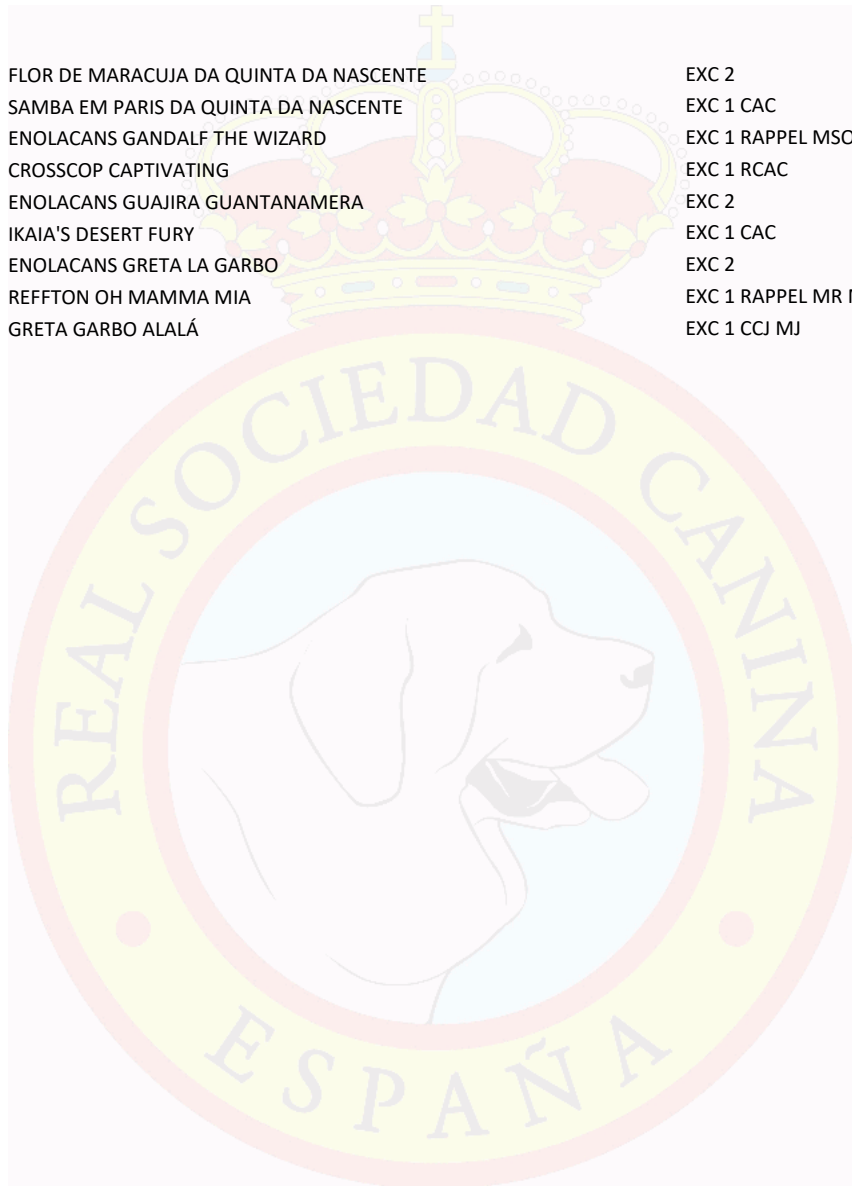 FLOR DE MARACUJA DA QUINTA DA NASCENTE EXC 2
SAMBA EM PARIS DA QUINTA DA NASCENTE EXC 1 CAC
ENOLACANS GANDALF THE WIZARD EXC 1 RAPPEL MSO
CROSSCOP CAPTIVATING EXC 1 RCAC
ENOLACANS GUAJIRA GUANTANAMERA EXC 2
IKAIA'S DESERT FURY EXC 1 CAC
ENOLACANS GRETA LA GARBO EXC 2
REFFTON OH MAMMA MIA EXC 1 RAPPEL MR
GRETA GARBO ALALÁ EXC 1 CCJ MJ
REAL SOCIEDAD CANINA
ESPAÑA